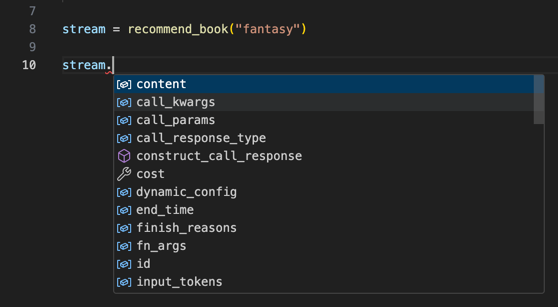 7
8 stream = recommend_book("fantasy")
9
10 stream.
content
call_kwargs
call_params
call_response_type
construct_call_response
cost
dynamic_config
end_time
finish_reasons
fn_args
id
input_tokens